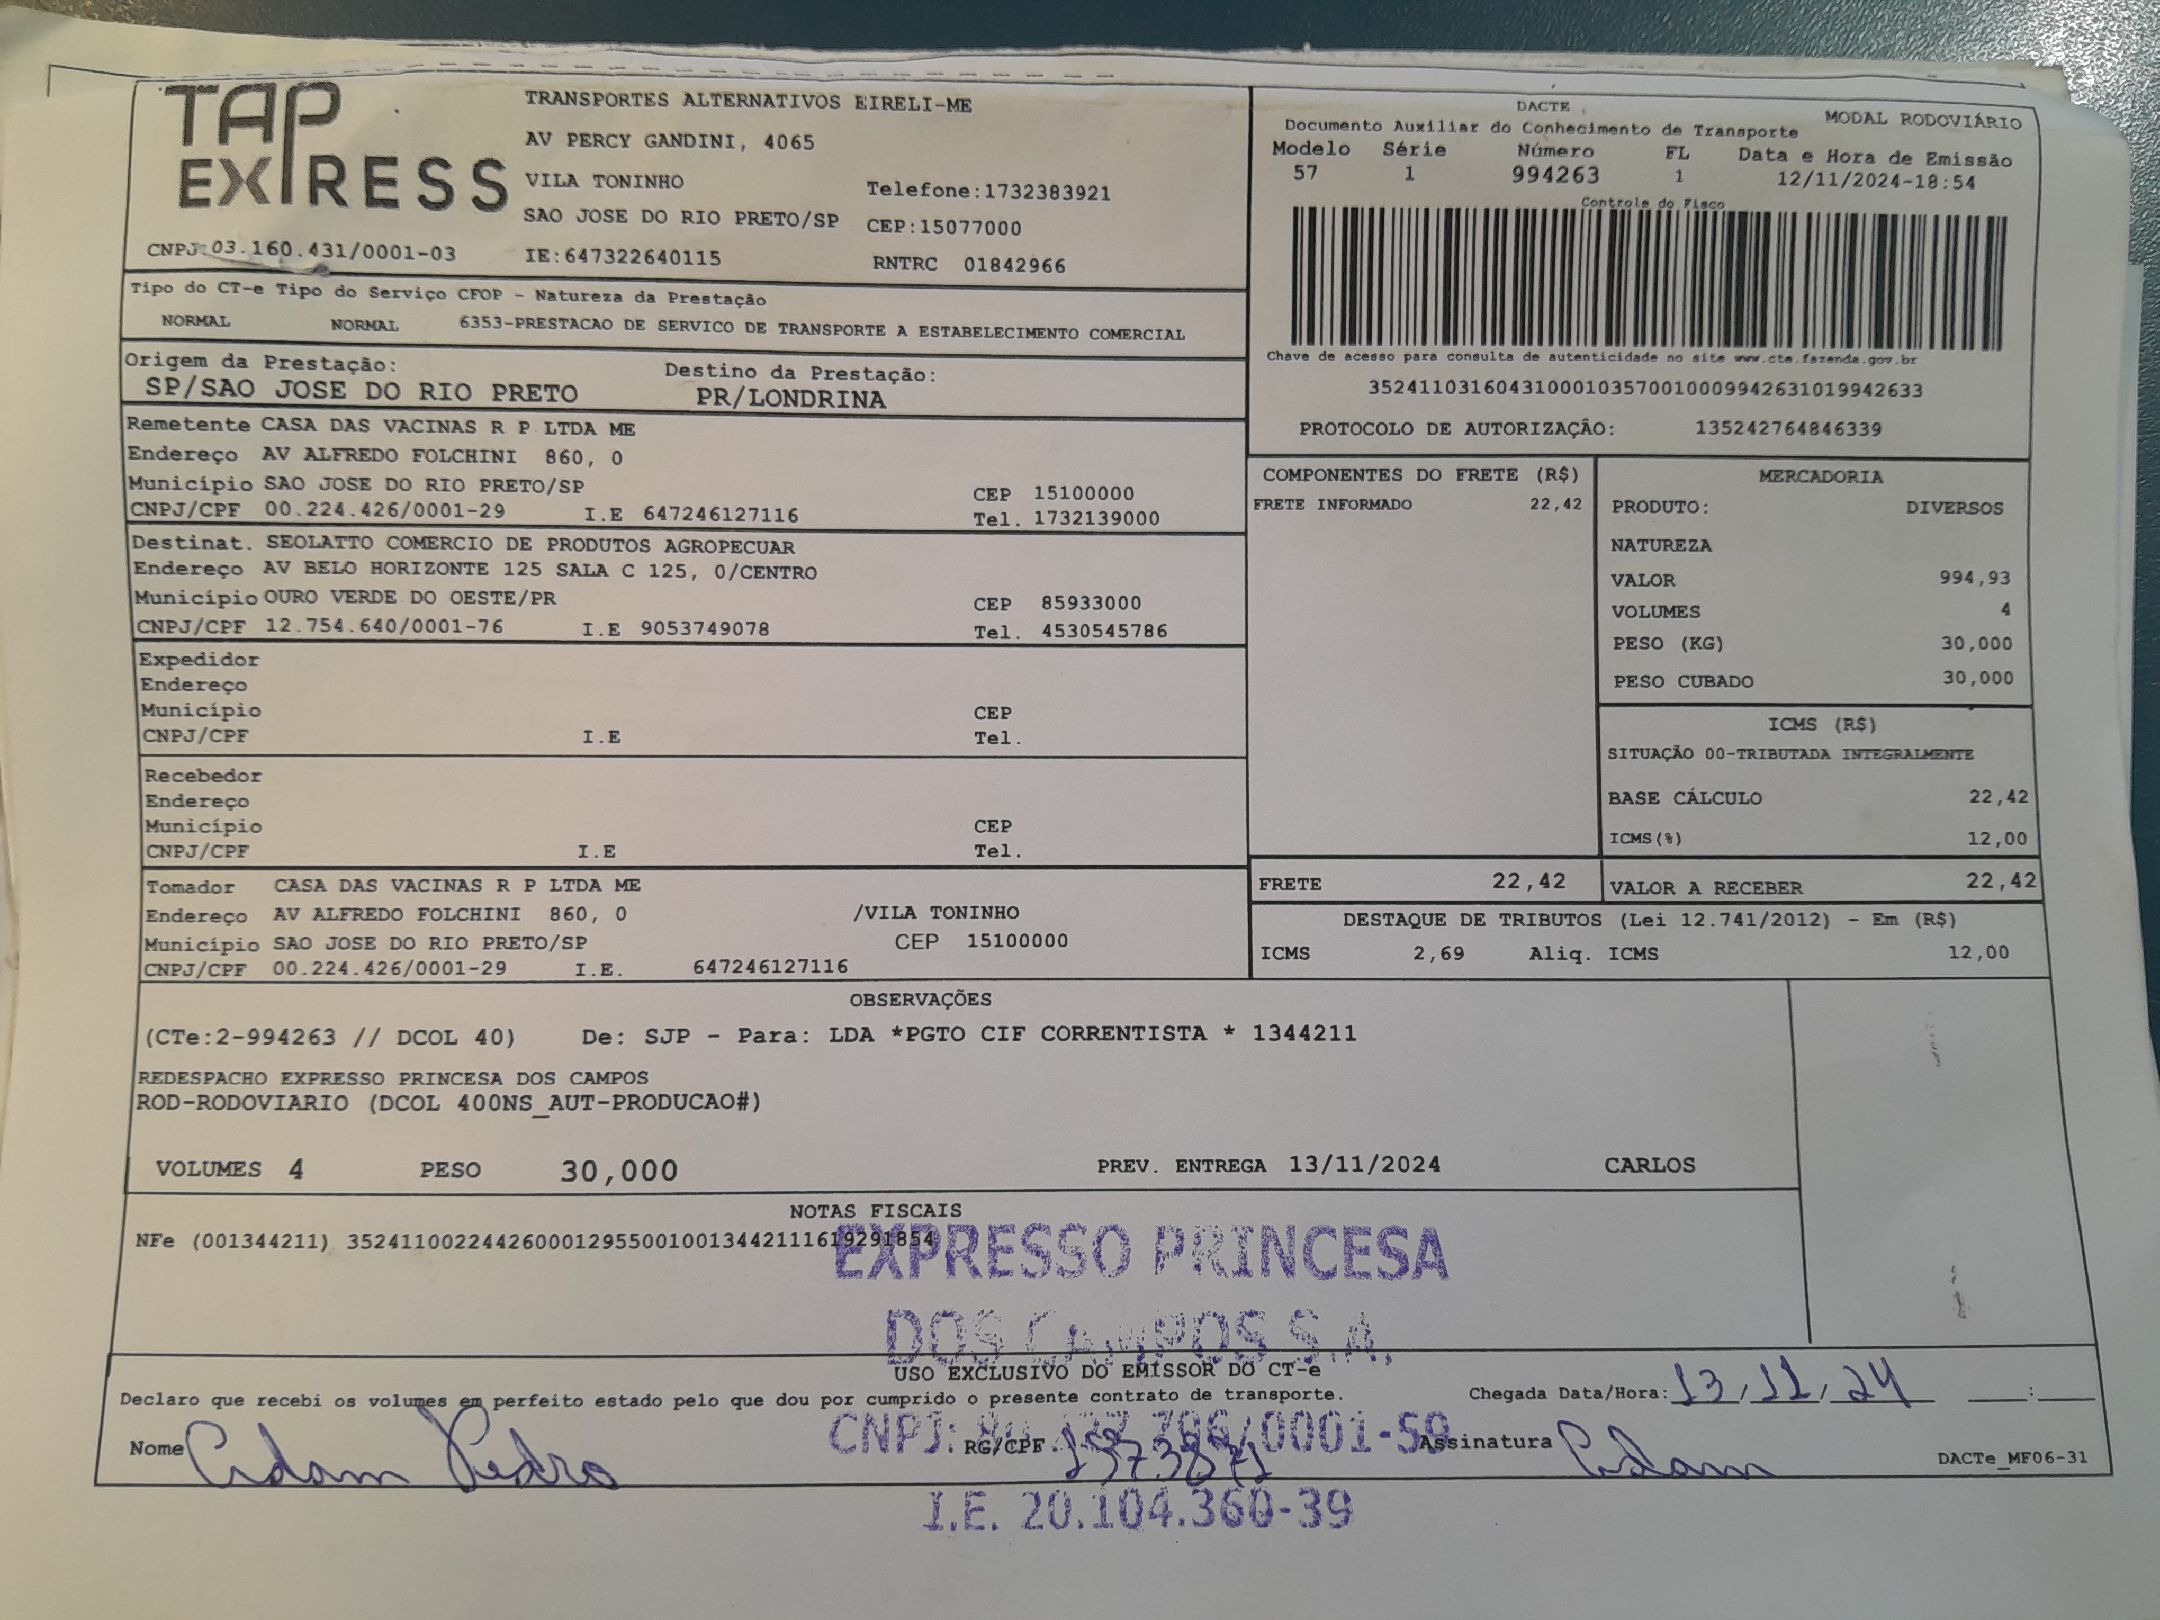 TAP EXPRESS
TRANSPORTES ALTERNATIVOS EIRELI-ME
AV PERCY GANDINI, 4065
VILA TONINHO Telefone:1732383921
SAO JOSE DO RIO PRETO/SP CEP:15077000
CNPJ:03.160.431/0001-03 IE:647322640115 RNTRC 01842966
DACTE MODAL RODOVIÁRIO
Documento Auxiliar do Conhecimento de Transporte
Modelo Série Número FL Data e Hora de Emissão
57 1 994263 1 12/11/2024-18:54
Controle do Fisco
Chave de acesso para consulta de autenticidade no site www.cte.fazenda.gov.br
35241103160431000103570010009942631019942633
PROTOCOLO DE AUTORIZAÇÃO: 135242764846339
Tipo do CT-e Tipo do Serviço CFOP - Natureza da Prestação
NORMAL NORMAL 6353-PRESTACAO DE SERVICO DE TRANSPORTE A ESTABELECIMENTO COMERCIAL
Origem da Prestação: Destino da Prestação:
SP/SAO JOSE DO RIO PRETO PR/LONDRINA
Remetente CASA DAS VACINAS R P LTDA ME
Endereço AV ALFREDO FOLCHINI 860, 0
Município SAO JOSE DO RIO PRETO/SP CEP 15100000
CNPJ/CPF 00.224.426/0001-29 I.E 647246127116 Tel. 1732139000
Destinat. SEOLATTO COMERCIO DE PRODUTOS AGROPECUAR
Endereço AV BELO HORIZONTE 125 SALA C 125, 0/CENTRO
Município OURO VERDE DO OESTE/PR CEP 85933000
CNPJ/CPF 12.754.640/0001-76 I.E 9053749078 Tel. 4530545786
Expedidor
Endereço
Município CEP
CNPJ/CPF I.E Tel.
Recebedor
Endereço
Município CEP
CNPJ/CPF I.E Tel.
Tomador CASA DAS VACINAS R P LTDA ME
Endereço AV ALFREDO FOLCHINI 860, 0 /VILA TONINHO
Município SAO JOSE DO RIO PRETO/SP CEP 15100000
CNPJ/CPF 00.224.426/0001-29 I.E. 647246127116
COMPONENTES DO FRETE (R$)
FRETE INFORMADO 22,42
MERCADORIA
PRODUTO: DIVERSOS
NATUREZA
VALOR 994,93
VOLUMES 4
PESO (KG) 30,000
PESO CUBADO 30,000
ICMS (R$)
SITUAÇÃO 00-TRIBUTADA INTEGRALMENTE
BASE CÁLCULO 22,42
ICMS(%) 12,00
FRETE 22,42 VALOR A RECEBER 22,42
DESTAQUE DE TRIBUTOS (Lei 12.741/2012) - Em (R$)
ICMS 2,69 Aliq. ICMS 12,00
OBSERVAÇÕES
(CTe:2-994263 // DCOL 40) De: SJP - Para: LDA *PGTO CIF CORRENTISTA * 1344211
REDESPACHO EXPRESSO PRINCESA DOS CAMPOS
ROD-RODOVIARIO (DCOL 400NS_AUT-PRODUCAO#)
VOLUMES 4 PESO 30,000 PREV. ENTREGA 13/11/2024 CARLOS
NOTAS FISCAIS
NFe (001344211) 35241100224426000129550010013442111619291854
EXPRESSO PRINCESA
DOS CAMPOS S.A.
USO EXCLUSIVO DO EMISSOR DO CT-e
Declaro que recebi os volumes em perfeito estado pelo que dou por cumprido o presente contrato de transporte. Chegada Data/Hora: 13/11/24 :
CNPJ: /0001-59
Nome Adam Pedro RG/CPF Assinatura Adam DACTe_MF06-31
I.E. 20.104.360-39